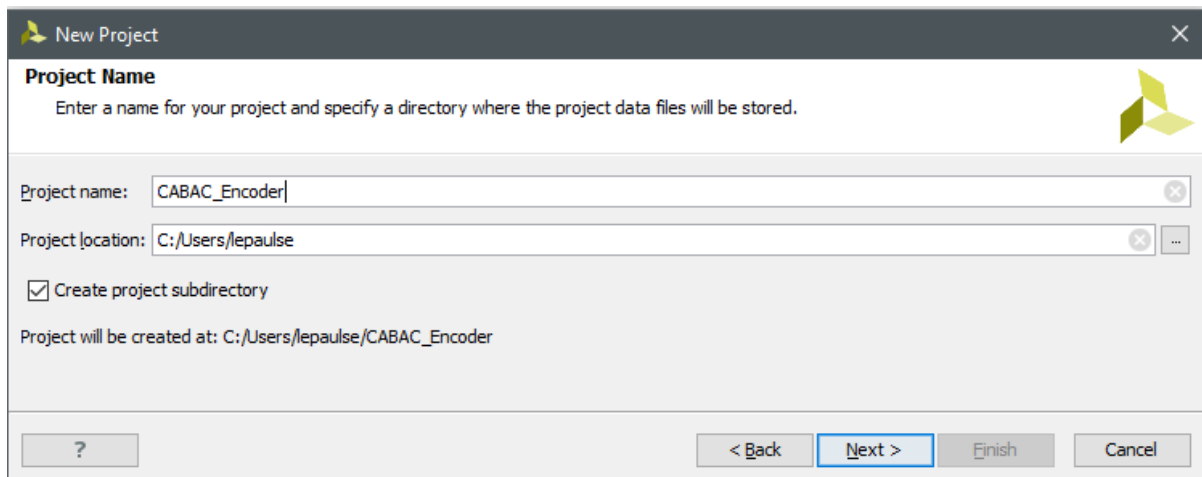 New Project
Project Name
Enter a name for your project and specify a directory where the project data files will be stored.
Project name: CABAC_Encoder
Project location: C:/Users/lepaulse ...
Create project subdirectory
Project will be created at: C:/Users/lepaulse/CABAC_Encoder
? < Back Next > Finish Cancel